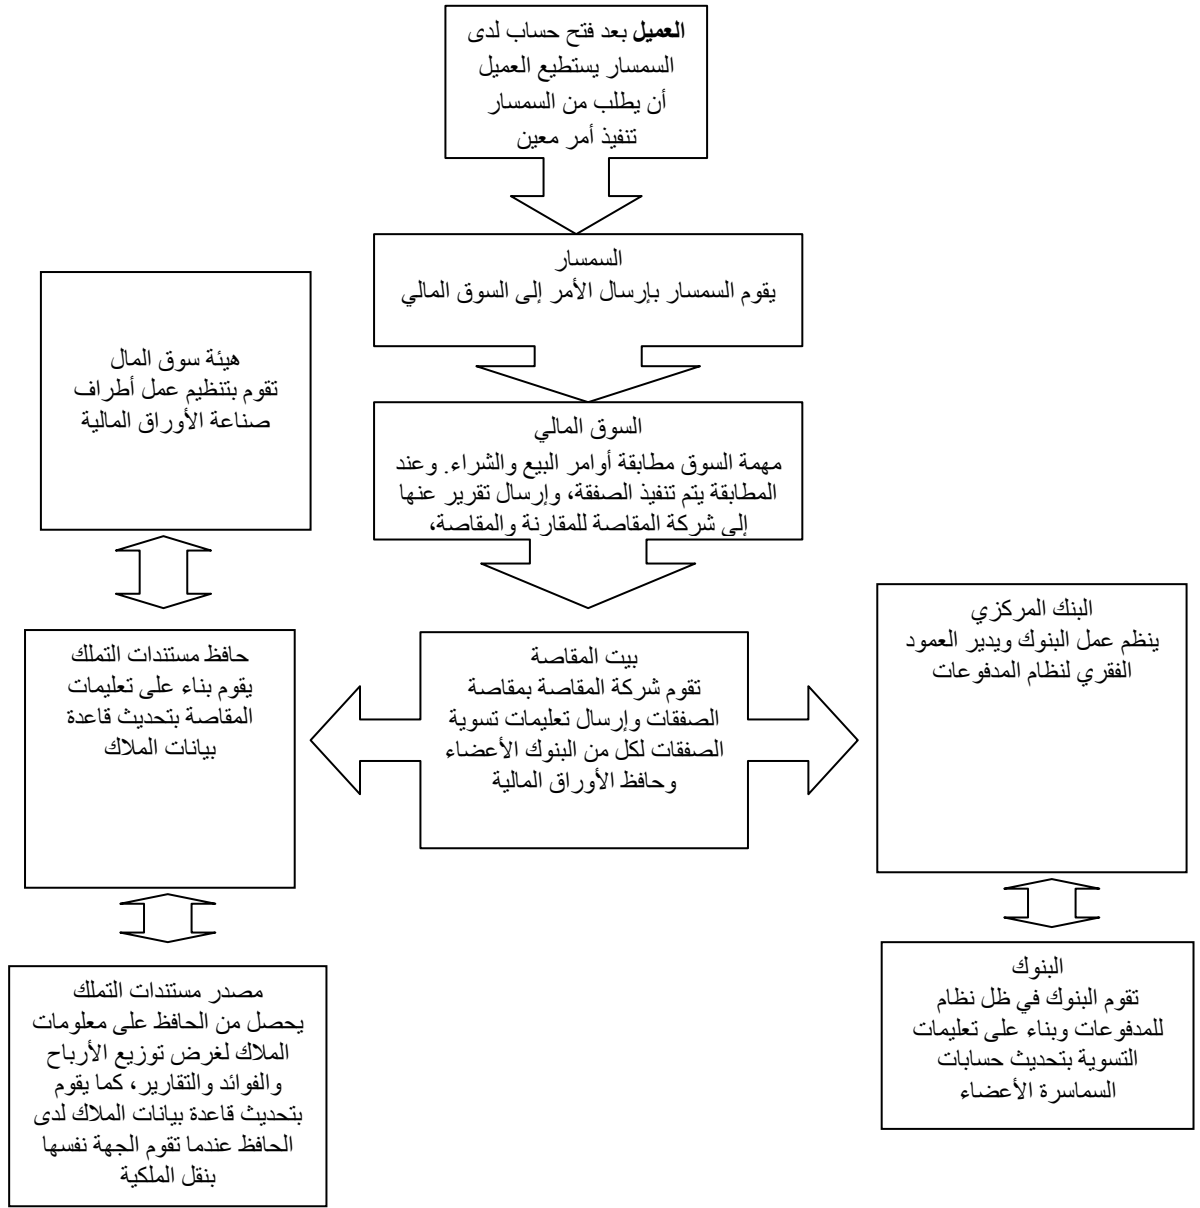 العميل بعد فتح حساب لدى
السمسار يستطيع العميل
أن يطلب من السمسار
تنفيذ أمر معين
السمسار
يقوم السمسار بإرسال الأمر إلى السوق المالي
هيئة سوق المال
تقوم بتنظيم عمل أطراف
صناعة الأوراق المالية
السوق المالي
مهمة السوق مطابقة أوامر البيع والشراء. وعند
المطابقة يتم تنفيذ الصفقة، وإرسال تقرير عنها
إلى شركة المقاصة للمقارنة والمقاصة،
البنك المركزي
ينظم عمل البنوك ويدير العمود
الفقري لنظام المدفوعات
بيت المقاصة
تقوم شركة المقاصة بمقاصة
الصفقات وإرسال تعليمات تسوية
الصفقات لكل من البنوك الأعضاء
وحافظ الأوراق المالية
حافظ مستندات التملك
يقوم بناء على تعليمات
المقاصة بتحديث قاعدة
بيانات الملاك
البنوك
تقوم البنوك في ظل نظام
للمدفوعات وبناء على تعليمات
التسوية بتحديث حسابات
السماسرة الأعضاء
مصدر مستندات التملك
يحصل من الحافظ على معلومات
الملاك لغرض توزيع الأرباح
والفوائد والتقارير، كما يقوم
بتحديث قاعدة بيانات الملاك لدى
الحافظ عندما تقوم الجهة نفسها
بنقل الملكية